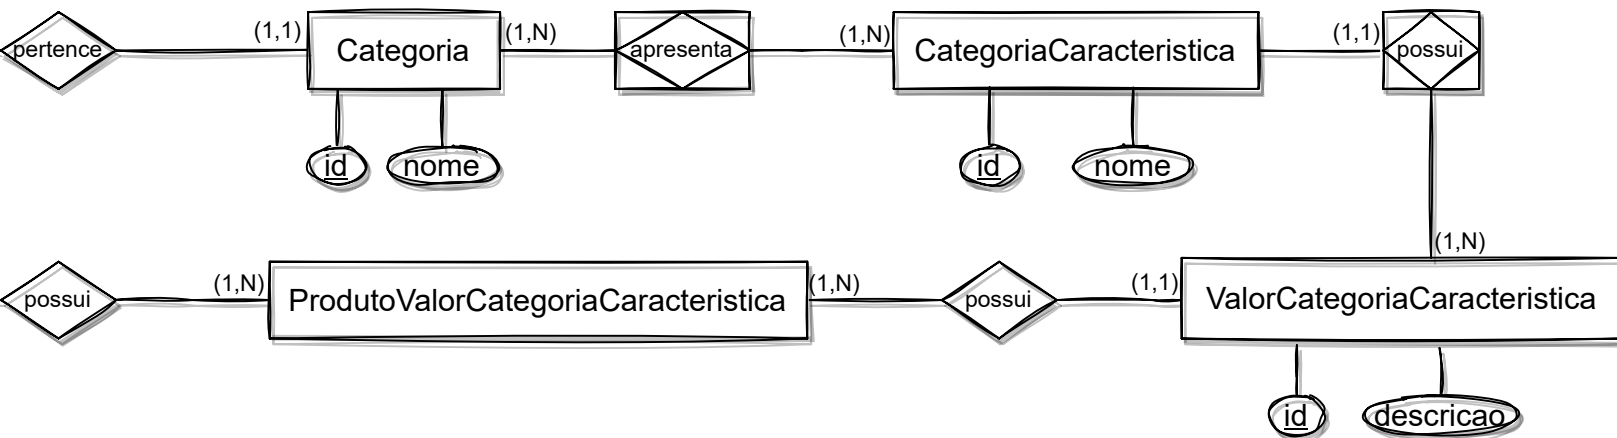 pertence
(1,1)
Categoria
(1,N)
apresenta
(1,N)
CategoriaCaracteristica
(1,1)
possui
id
nome
id
nome
(1,N)
possui
(1,N)
ProdutoValorCategoriaCaracteristica
(1,N)
possui
(1,1)
ValorCategoriaCaracteristica
id
descricao